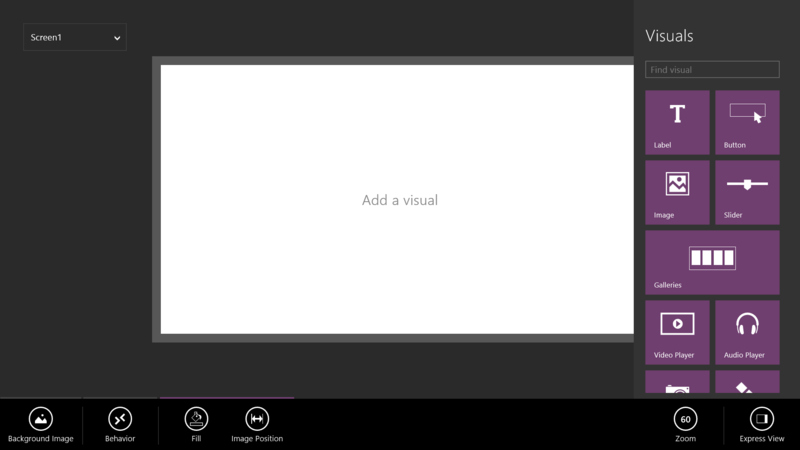 Screen1
Visuals
Find visual
Add a visual
T
Label
Button
Image
Slider
Galleries
Video Player
Audio Player
Background Image
Behavior
Fill
Image Position
60
Zoom
Express View